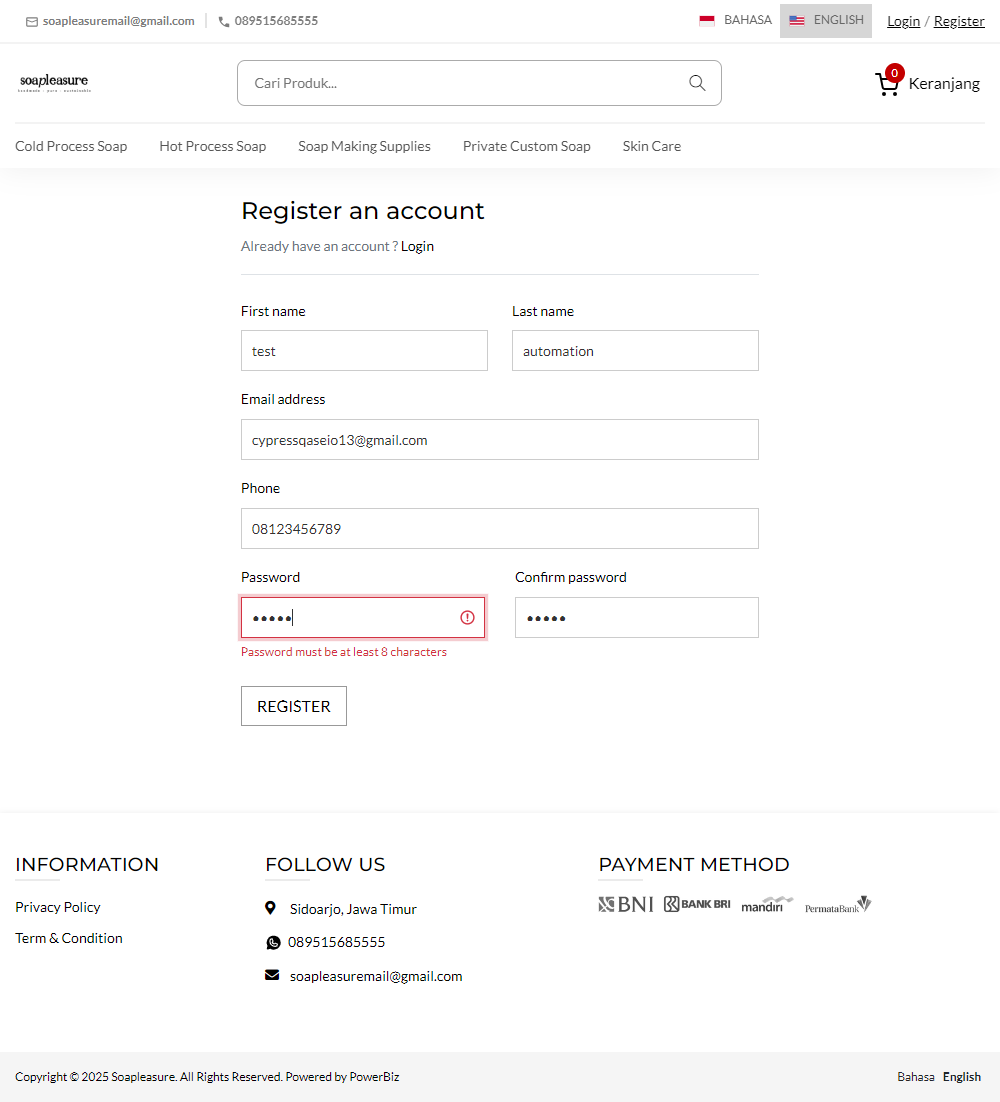 soapleasuremail@gmail.com 089515685555 BAHASA ENGLISH Login / Register
soapleasure
handmade · pure · sustainable
Cari Produk...
0
Keranjang
Cold Process Soap Hot Process Soap Soap Making Supplies Private Custom Soap Skin Care
Register an account
Already have an account ? Login
First name Last name
test automation
Email address
cypressqaseio13@gmail.com
Phone
08123456789
Password Confirm password
••••• •••••
Password must be at least 8 characters
REGISTER
INFORMATION FOLLOW US PAYMENT METHOD
Privacy Policy Sidoarjo, Jawa Timur BNI BANK BRI mandiri PermataBank
Term & Condition 089515685555
soapleasuremail@gmail.com
Copyright © 2025 Soapleasure. All Rights Reserved. Powered by PowerBiz Bahasa English